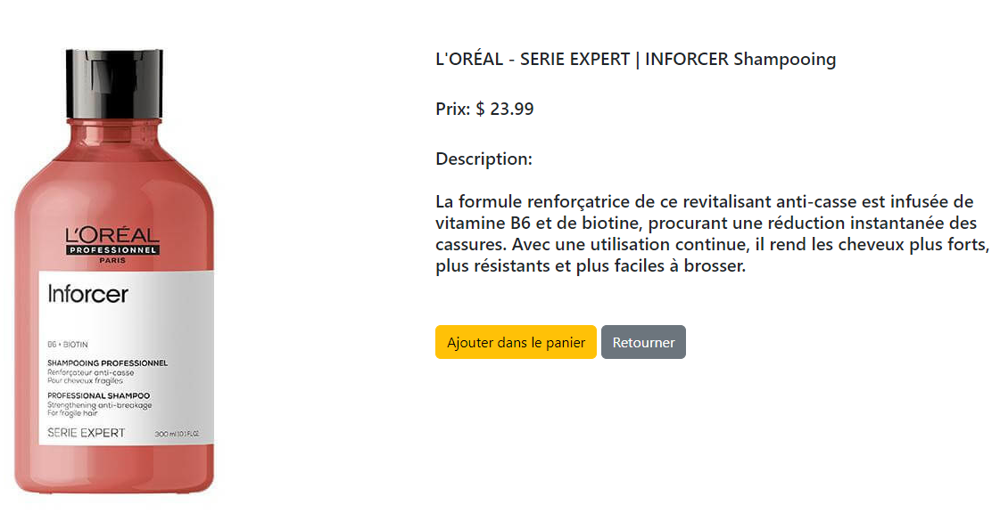 L'ORÉAL
PROFESSIONNEL
PARIS
Inforcer
B6 + BIOTIN
SHAMPOOING PROFESSIONNEL
Renforçateur anti-casse
Pour cheveux fragiles
PROFESSIONAL SHAMPOO
Strengthening anti-breakage
For fragile hair
SERIE EXPERT 300 ml/10.1 FL.OZ.
L'ORÉAL - SERIE EXPERT | INFORCER Shampooing
Prix: $ 23.99
Description:
La formule renforçatrice de ce revitalisant anti-casse est infusée de
vitamine B6 et de biotine, procurant une réduction instantanée des
cassures. Avec une utilisation continue, il rend les cheveux plus forts,
plus résistants et plus faciles à brosser.
Ajouter dans le panier Retourner